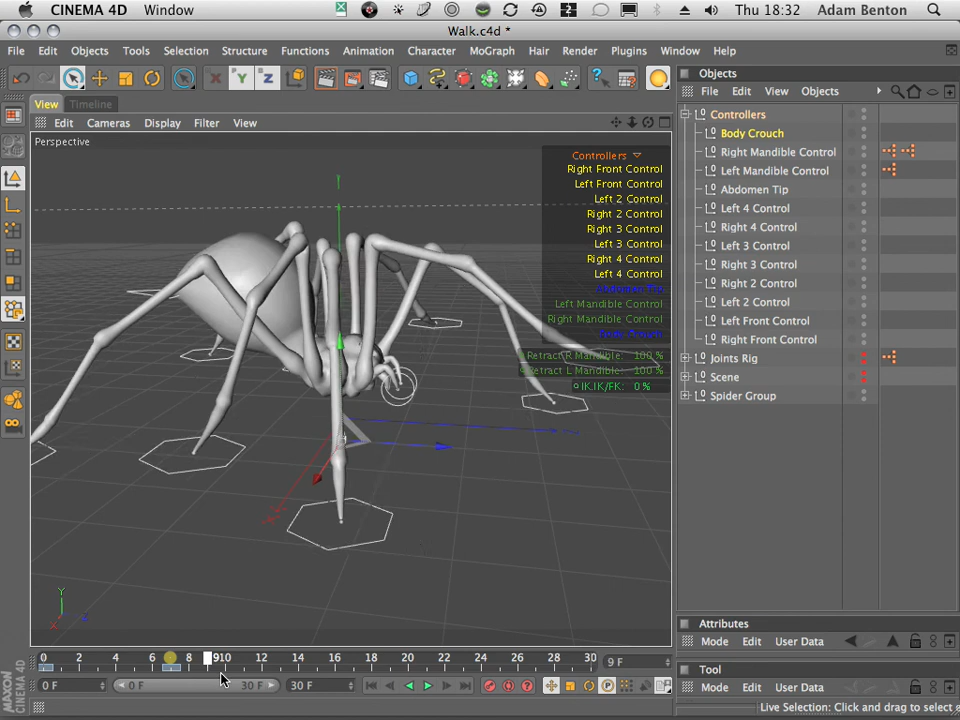 CINEMA 4D Window Thu 18:32 Adam Benton
Walk.c4d *
File Edit Objects Tools Selection Structure Functions Animation Character MoGraph Hair Render Plugins Window Help
X Y Z
View Timeline
Edit Cameras Display Filter View
Perspective
Controllers
Right Front Control
Left Front Control
Left 2 Control
Right 2 Control
Right 3 Control
Left 3 Control
Right 4 Control
Left 4 Control
Abdomen Tip
Left Mandible Control
Right Mandible Control
Body Crouch
Retract R Mandible: 100 %
Retract L Mandible: 100 %
IK.IK/FK: 0 %
Y
X
0 2 4 6 8 9 10 12 14 16 18 20 22 24 26 28 30 9 F
0 F 0 F 30 F 30 F
MAXON
CINEMA 4D
Objects
File Edit View Objects
Controllers
Body Crouch
Right Mandible Control
Left Mandible Control
Abdomen Tip
Left 4 Control
Right 4 Control
Left 3 Control
Right 3 Control
Right 2 Control
Left 2 Control
Left Front Control
Right Front Control
Joints Rig
Scene
Spider Group
Attributes
Mode Edit User Data
Tool
Mode Edit User Data
Live Selection: Click and drag to select